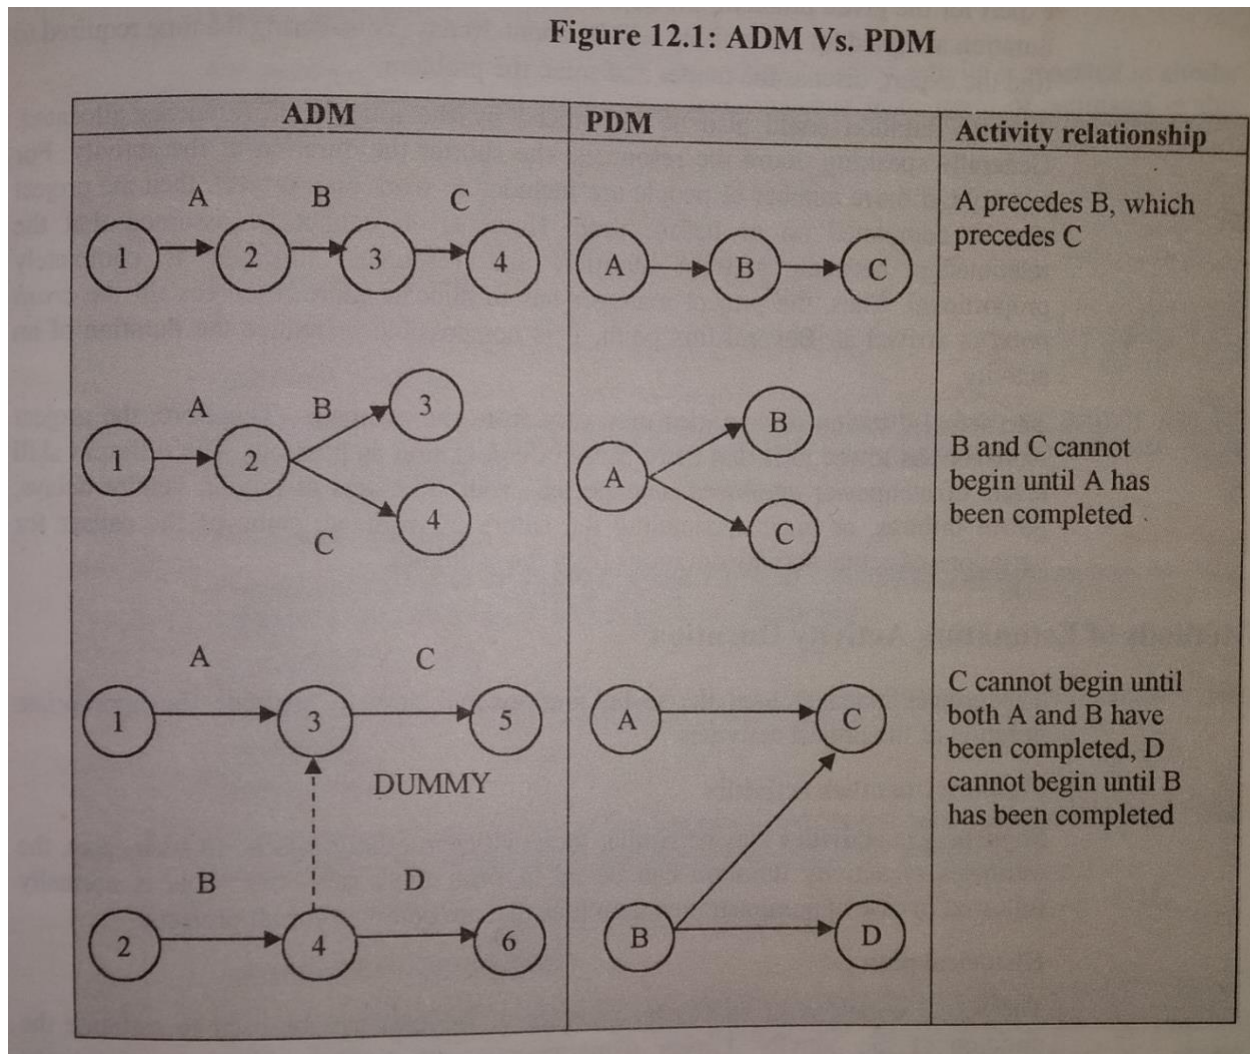 Figure 12.1: ADM Vs. PDM
ADM
PDM
Activity relationship
A
B
C
1
2
3
4
A
B
C
A precedes B, which
precedes C
A
B
C
1
2
3
4
A
B
C
B and C cannot
begin until A has
been completed
A
C
1
3
5
DUMMY
B
D
2
4
6
A
C
B
D
C cannot begin until
both A and B have
been completed, D
cannot begin until B
has been completed